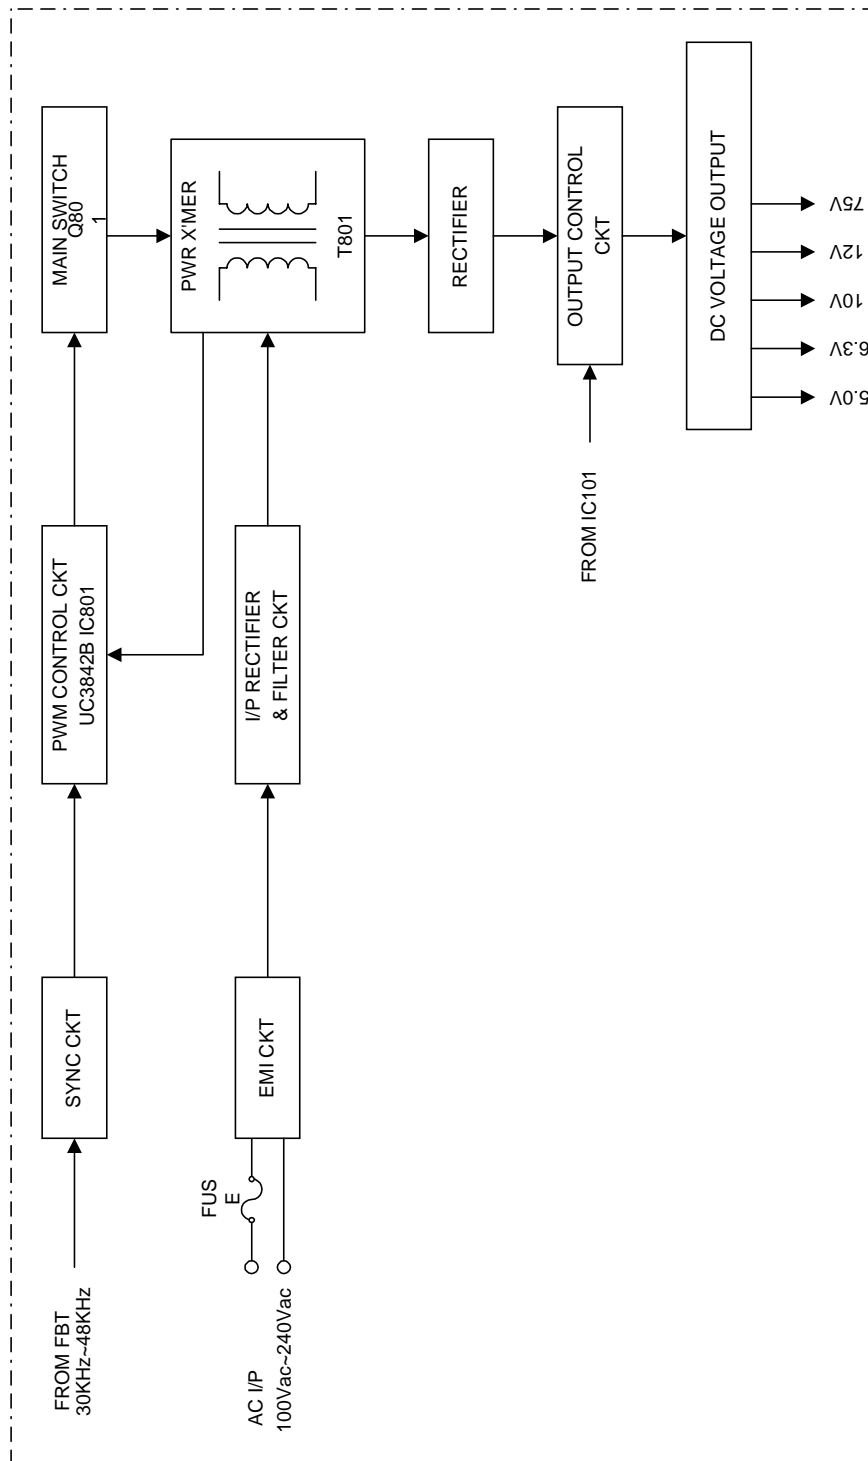 FROM FBT
30KHz~48KHz
SYNC CKT
PWM CONTROL CKT
UC3842B IC801
MAIN SWITCH
Q80
1
AC I/P
100Vac~240Vac
FUS
E
EMI CKT
I/P RECTIFIER
& FILTER CKT
PWR X'MER
T801
RECTIFIER
FROM IC101
OUTPUT CONTROL
CKT
DC VOLTAGE OUTPUT
75V
12V
10V
6.3V
5.0V